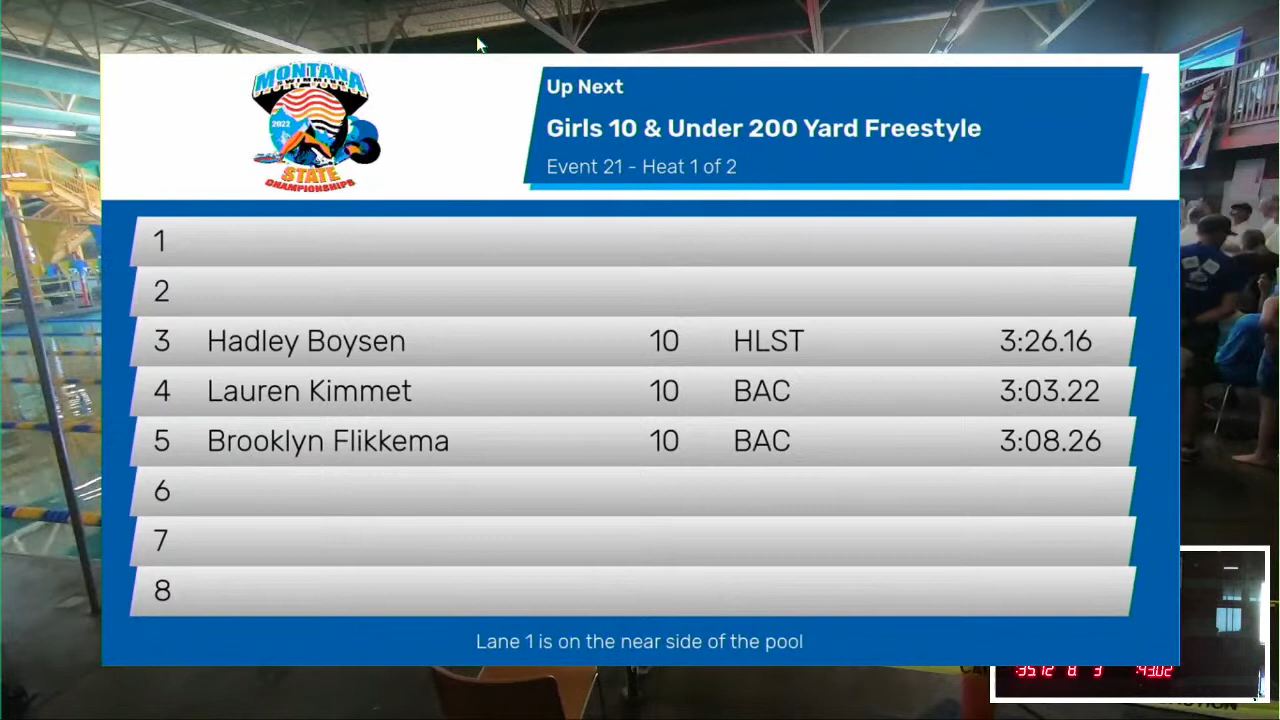 MONTANA
SWIMMING
2022
STATE
CHAMPIONSHIPS
Up Next
Girls 10 & Under 200 Yard Freestyle
Event 21 - Heat 1 of 2
1
2
3 Hadley Boysen 10 HLST 3:26.16
4 Lauren Kimmet 10 BAC 3:03.22
5 Brooklyn Flikkema 10 BAC 3:08.26
6
7
8
Lane 1 is on the near side of the pool